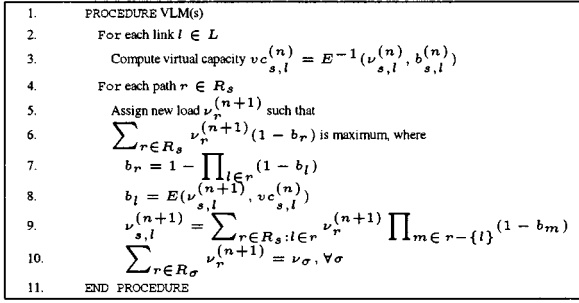 1. PROCEDURE VLM(s)
2. For each link l ∈ L
3. Compute virtual capacity vc_{s,l}^{(n)} = E^{-1}(ν_{s,l}^{(n)}, b_{s,l}^{(n)})
4. For each path r ∈ R_s
5. Assign new load ν_r^{(n+1)} such that
6. ∑_{r∈R_s} ν_r^{(n+1)} (1 − b_r) is maximum, where
7. b_r = 1 − ∏_{l∈r} (1 − b_l)
8. b_l = E(ν_{s,l}^{(n+1)}, vc_{s,l}^{(n)})
9. ν_{s,l}^{(n+1)} = ∑_{r∈R_s:l∈r} ν_r^{(n+1)} ∏_{m∈r−{l}} (1 − b_m)
10. ∑_{r∈R_σ} ν_r^{(n+1)} = ν_σ, ∀σ
11. END PROCEDURE